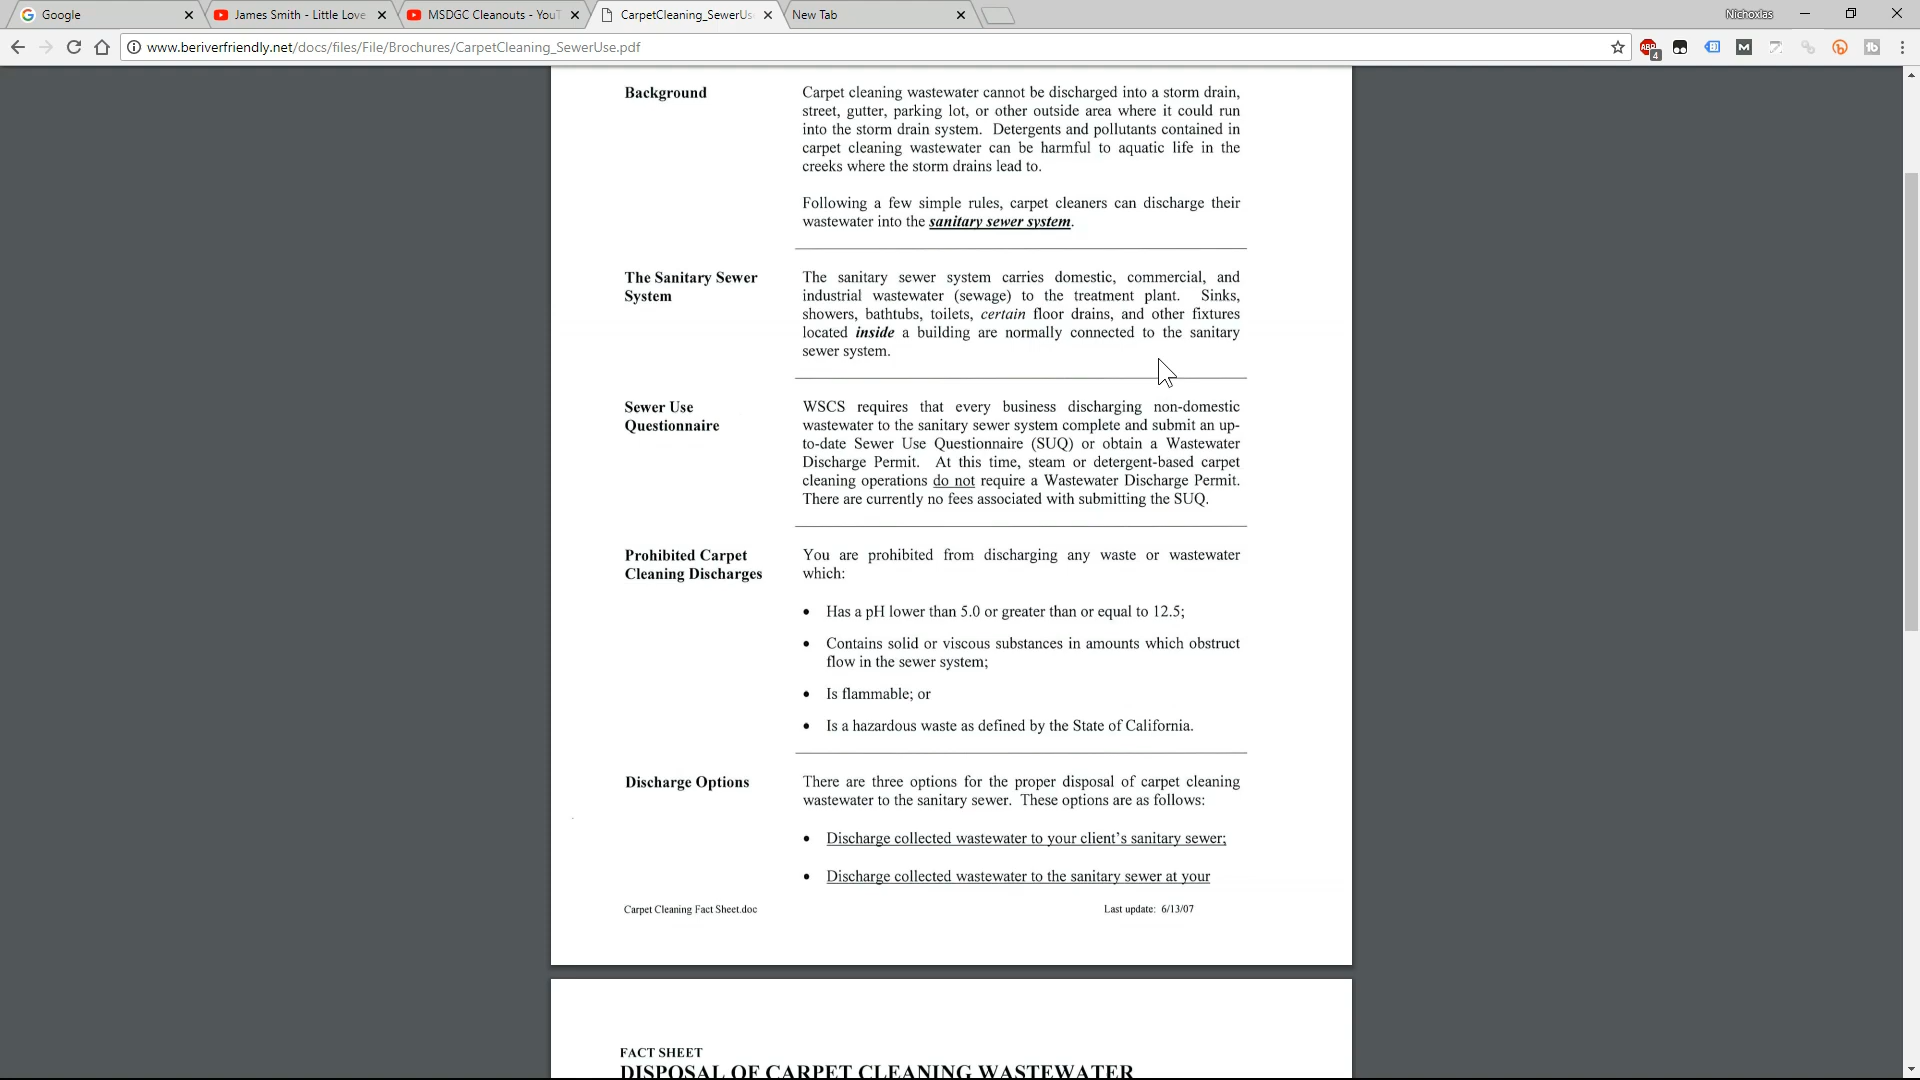 Google
James Smith - Little Love
MSDGC Cleanouts - YouT
CarpetCleaning_SewerUs
New Tab
Nichoxlas
www.beriverfriendly.net/docs/files/File/Brochures/CarpetCleaning_SewerUse.pdf
ABP
4
M
tb
Background
Carpet cleaning wastewater cannot be discharged into a storm drain,
street, gutter, parking lot, or other outside area where it could run
into the storm drain system. Detergents and pollutants contained in
carpet cleaning wastewater can be harmful to aquatic life in the
creeks where the storm drains lead to.
Following a few simple rules, carpet cleaners can discharge their
wastewater into the sanitary sewer system.
The Sanitary Sewer
System
The sanitary sewer system carries domestic, commercial, and
industrial wastewater (sewage) to the treatment plant. Sinks,
showers, bathtubs, toilets, certain floor drains, and other fixtures
located inside a building are normally connected to the sanitary
sewer system.
Sewer Use
Questionnaire
WSCS requires that every business discharging non-domestic
wastewater to the sanitary sewer system complete and submit an up-
to-date Sewer Use Questionnaire (SUQ) or obtain a Wastewater
Discharge Permit. At this time, steam or detergent-based carpet
cleaning operations do not require a Wastewater Discharge Permit.
There are currently no fees associated with submitting the SUQ.
Prohibited Carpet
Cleaning Discharges
You are prohibited from discharging any waste or wastewater
which:
• Has a pH lower than 5.0 or greater than or equal to 12.5;
• Contains solid or viscous substances in amounts which obstruct
flow in the sewer system;
• Is flammable; or
• Is a hazardous waste as defined by the State of California.
Discharge Options
There are three options for the proper disposal of carpet cleaning
wastewater to the sanitary sewer. These options are as follows:
• Discharge collected wastewater to your client's sanitary sewer;
• Discharge collected wastewater to the sanitary sewer at your
Carpet Cleaning Fact Sheet.doc
Last update: 6/13/07
FACT SHEET
DISPOSAL OF CARPET CLEANING WASTEWATER